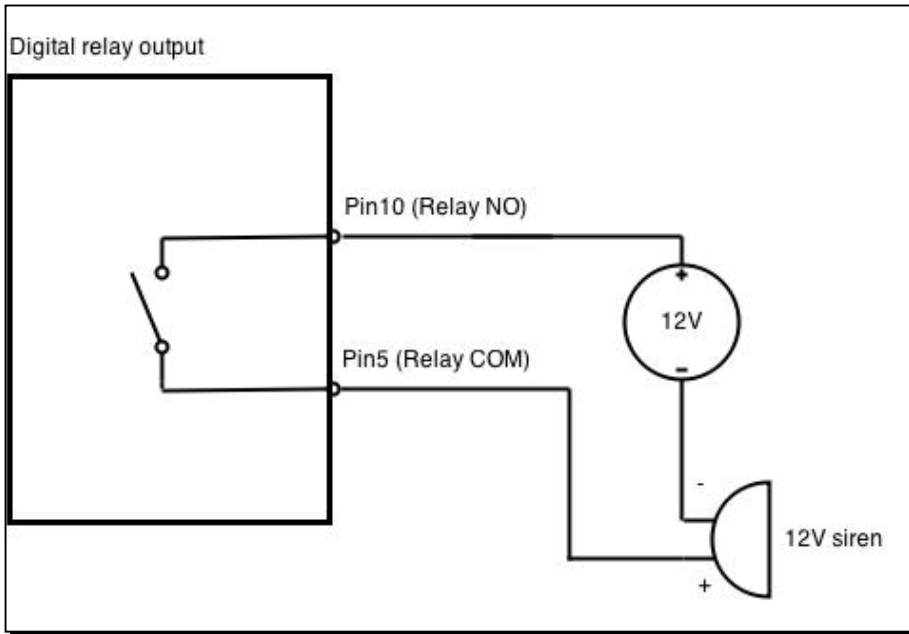 Digital relay output
Pin10 (Relay NO)
+
12V
-
Pin5 (Relay COM)
-
12V siren
+